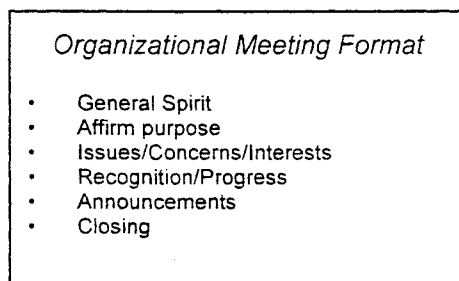 Organizational Meeting Format
• General Spirit
• Affirm purpose
• Issues/Concerns/Interests
• Recognition/Progress
• Announcements
• Closing